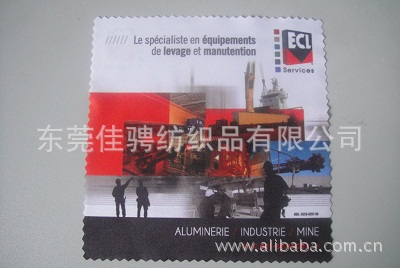 ////// Le spécialiste en équipements
de levage et manutention
ECL
Services
东莞佳骋纺织品有限公司
ALUMINERIE INDUSTRIE MINE
www.alibaba.com.cn